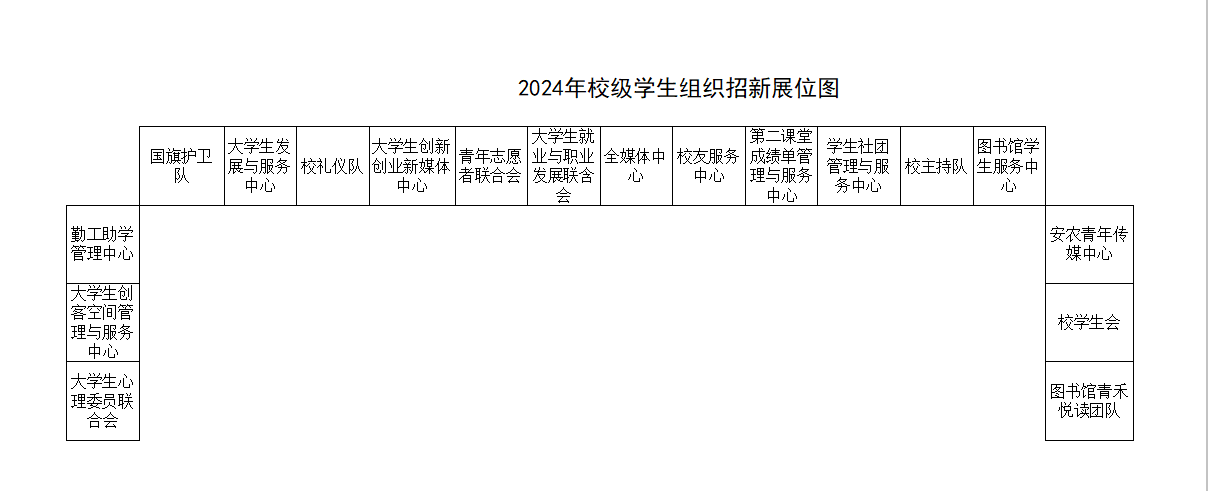 2024年校级学生组织招新展位图
国旗护卫
队
大学生发
展与服务
中心
校礼仪队
大学生创新
创业新媒体
中心
青年志愿
者联合会
大学生就
业与职业
发展联合
会
全媒体中
心
校友服务
中心
第二课堂
成绩单管
理与服务
中心
学生社团
管理与服
务中心
校主持队
图书馆学
生服务中
心
勤工助学
管理中心
大学生创
客空间管
理与服务
中心
大学生心
理委员联
合会
安农青年传
媒中心
校学生会
图书馆青禾
悦读团队